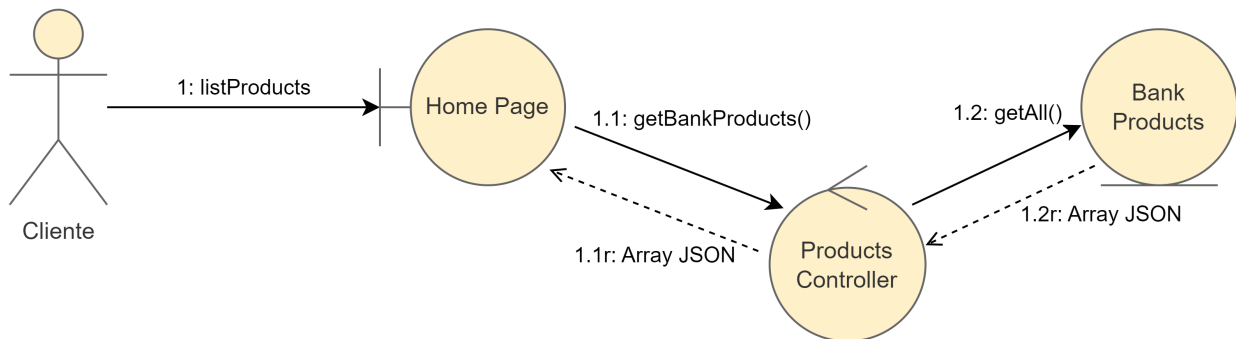 1: listProducts
Home Page
1.1: getBankProducts()
1.2: getAll()
Bank
Products
Cliente
1.1r: Array JSON
Products
Controller
1.2r: Array JSON